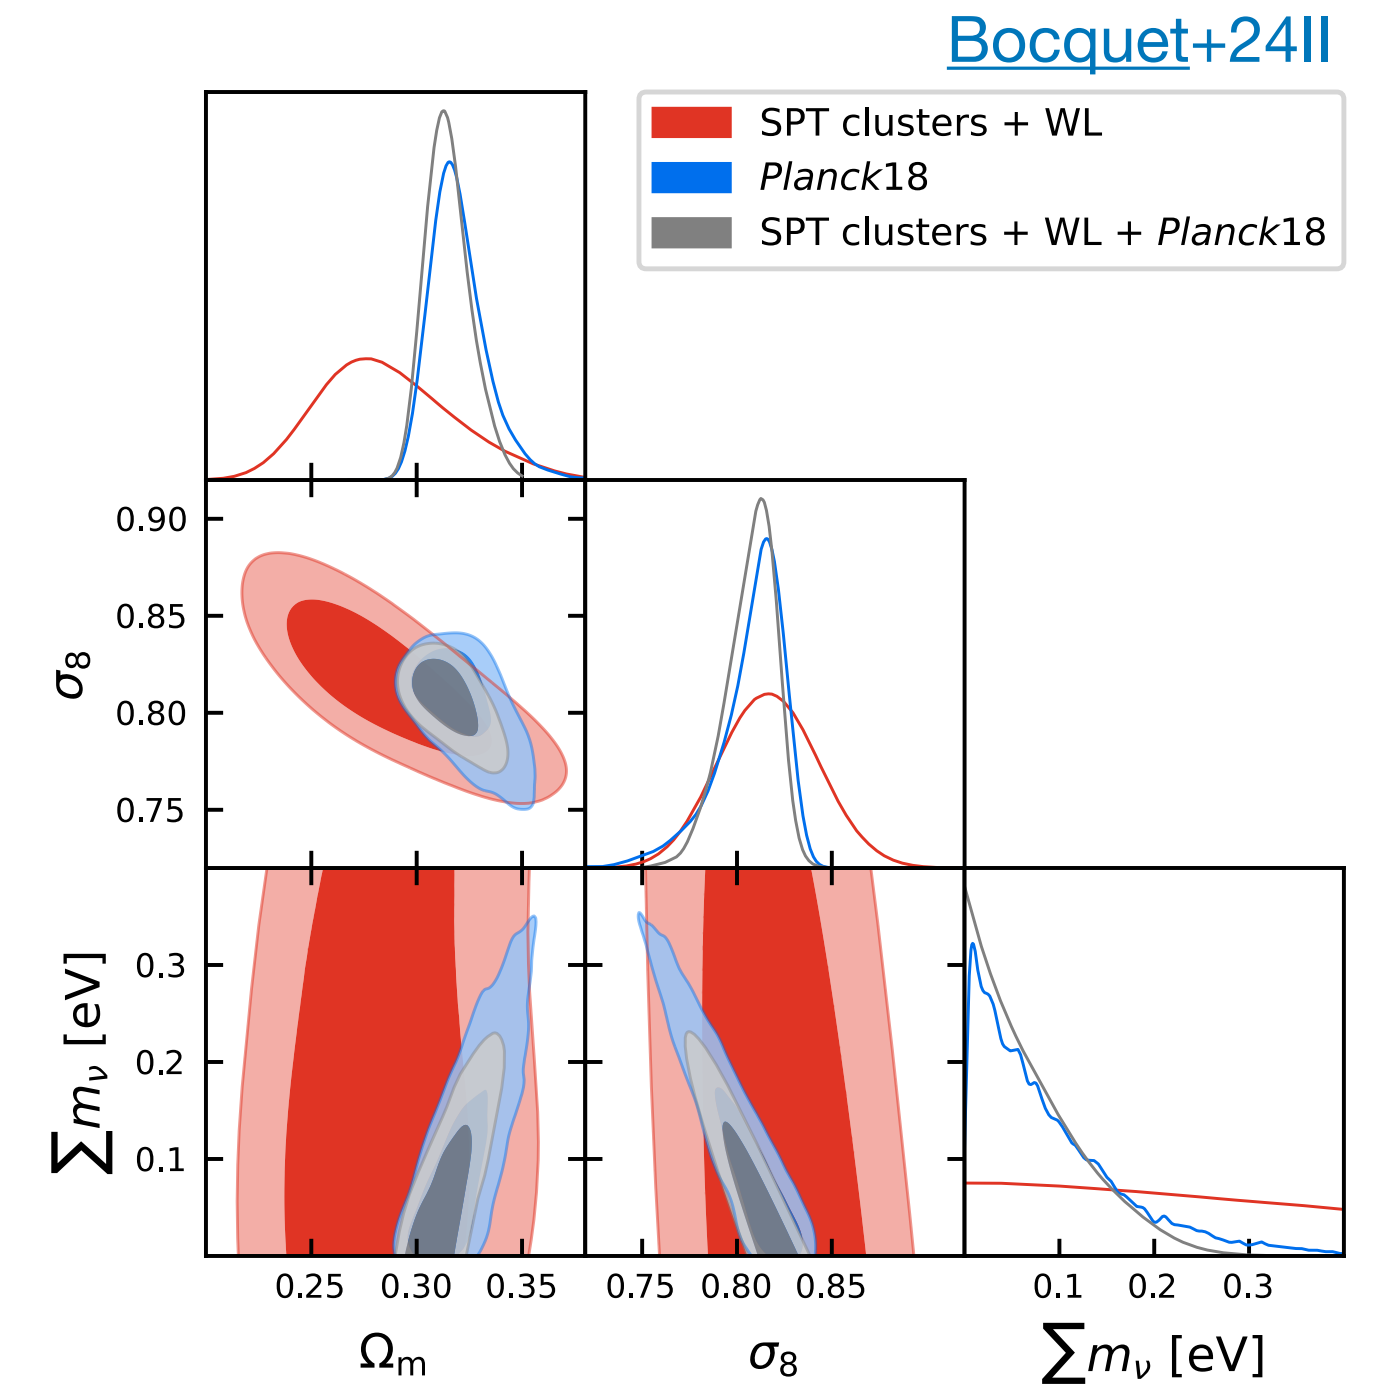 Bocquet+24II
SPT clusters + WL
Planck18
SPT clusters + WL + Planck18
0.90
0.85
0.80
0.75
σ₈
0.3
0.2
0.1
∑mᵥ [eV]
0.25 0.30 0.35 0.75 0.80 0.85 0.1 0.2 0.3
Ωₘ σ₈ ∑mᵥ [eV]